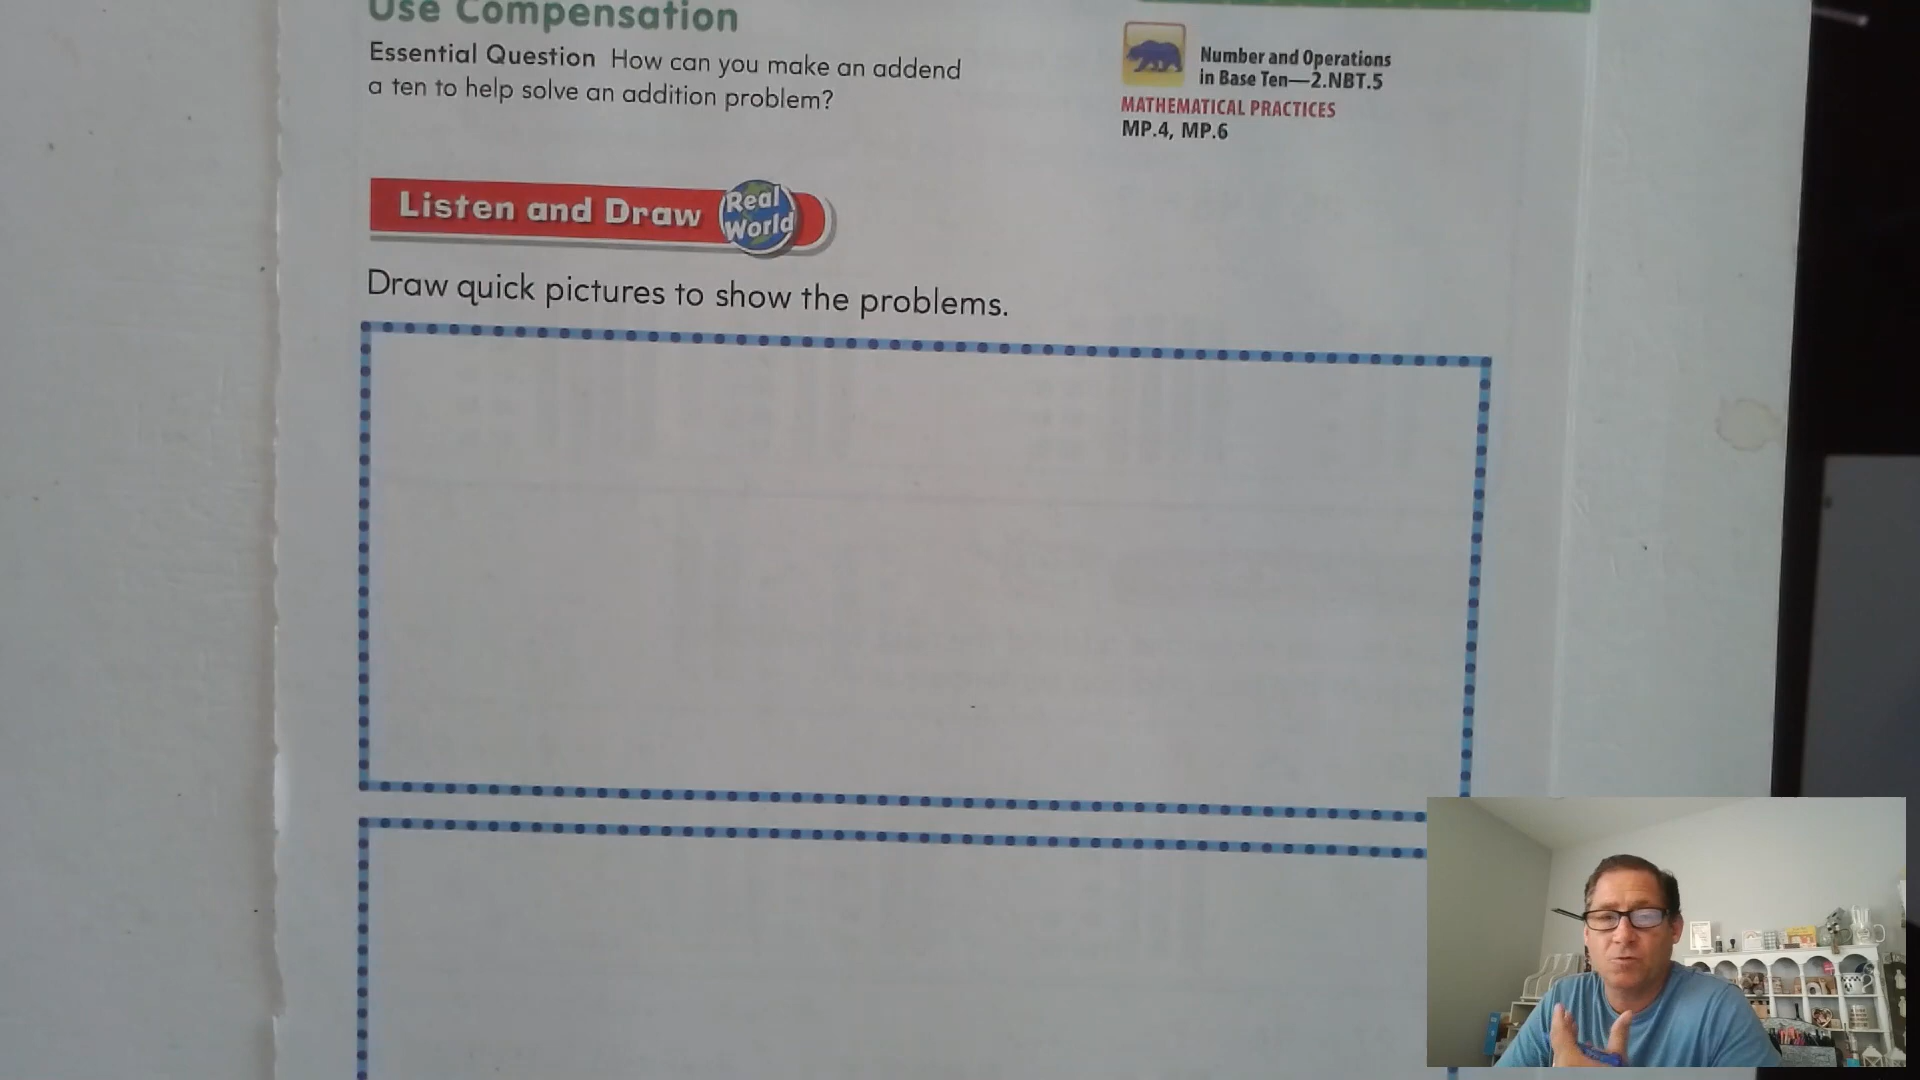 Use Compensation
Essential Question How can you make an addend
a ten to help solve an addition problem?
Number and Operations
in Base Ten—2.NBT.5
MATHEMATICAL PRACTICES
MP.4, MP.6
Listen and Draw Real
World
Draw quick pictures to show the problems.